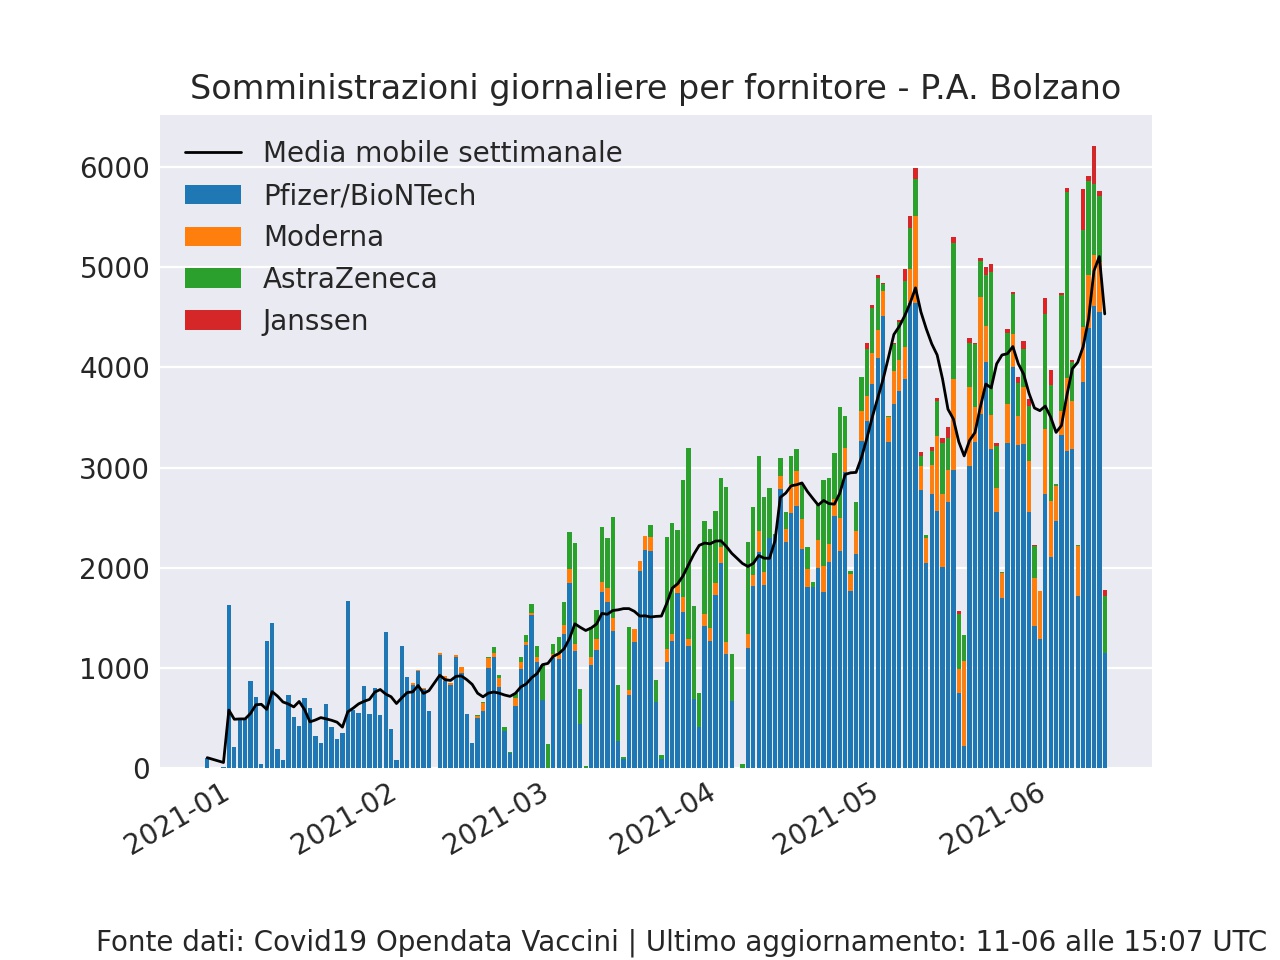 Somministrazioni giornaliere per fornitore - P.A. Bolzano
Media mobile settimanale
Pfizer/BioNTech
Moderna
AstraZeneca
Janssen
6000
5000
4000
3000
2000
1000
0
2021-01
2021-02
2021-03
2021-04
2021-05
2021-06
Fonte dati: Covid19 Opendata Vaccini | Ultimo aggiornamento: 11-06 alle 15:07 UTC